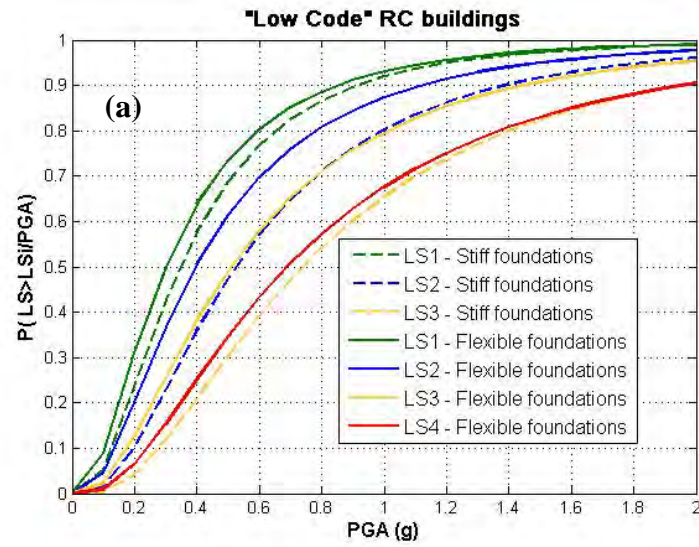 "Low Code" RC buildings
(a)
P( LS>LSi/PGA)
1
0.9
0.8
0.7
0.6
0.5
0.4
0.3
0.2
0.1
0
LS1 - Stiff foundations
LS2 - Stiff foundations
LS3 - Stiff foundations
LS1 - Flexible foundations
LS2 - Flexible foundations
LS3 - Flexible foundations
LS4 - Flexible foundations
0 0.2 0.4 0.6 0.8 1 1.2 1.4 1.6 1.8 2
PGA (g)